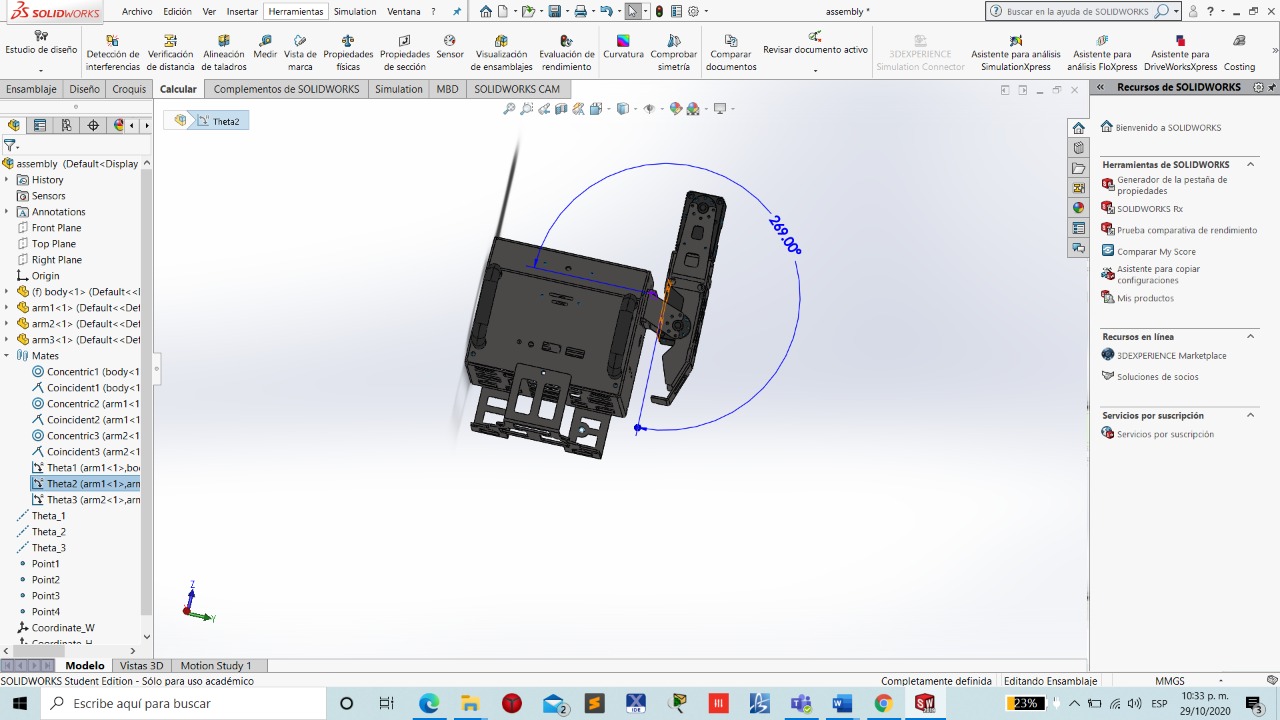 SOLIDWORKS
Archivo Edición Ver Insertar Herramientas Simulation Ventana ?
assembly *
Buscar en la ayuda de SOLIDWORKS
Estudio de diseño
Detección de interferencias
Verificación de distancia
Alineación de taladro
Medir
Vista de marca
Propiedades físicas
Propiedades de sección
Sensor
Visualización de ensamblajes
Evaluación de rendimiento
Curvatura
Comprobar simetría
Comparar documentos
Revisar documento activo
3DEXPERIENCE Simulation Connector
Asistente para análisis SimulationXpress
Asistente para análisis FloXpress
Asistente para DriveWorksXpress
Costing
Ensamblaje Diseño Croquis Calcular Complementos de SOLIDWORKS Simulation MBD SOLIDWORKS CAM
Theta2
assembly (Default<Display
History
Sensors
Annotations
Front Plane
Top Plane
Right Plane
Origin
(f) body<1> (Default<<Def
arm1<1> (Default<<Def
arm2<1> (Default<<Def
arm3<1> (Default<<Def
Mates
Concentric1 (body<1
Coincident1 (body<1
Concentric2 (arm1<1
Coincident2 (arm1<1
Concentric3 (arm2<1
Coincident3 (arm2<1
Theta1 (arm1<1>,bo
Theta2 (arm1<1>,arm
Theta3 (arm2<1>,arm
Theta_1
Theta_2
Theta_3
Point1
Point2
Point3
Point4
Coordinate_W
269.00°
Z
Y
Recursos de SOLIDWORKS
Bienvenido a SOLIDWORKS
Herramientas de SOLIDWORKS
Generador de la pestaña de propiedades
SOLIDWORKS Rx
Prueba comparativa de rendimiento
Comparar My Score
Asistente para copiar configuraciones
Mis productos
Recursos en línea
3DEXPERIENCE Marketplace
Soluciones de socios
Servicios por suscripción
Servicios por suscripción
Modelo Vistas 3D Motion Study 1
SOLIDWORKS Student Edition - Sólo para uso académico
Completamente definida Editando Ensamblaje MMGS
Escribe aquí para buscar
23%
ESP
10:33 p. m.
29/10/2020